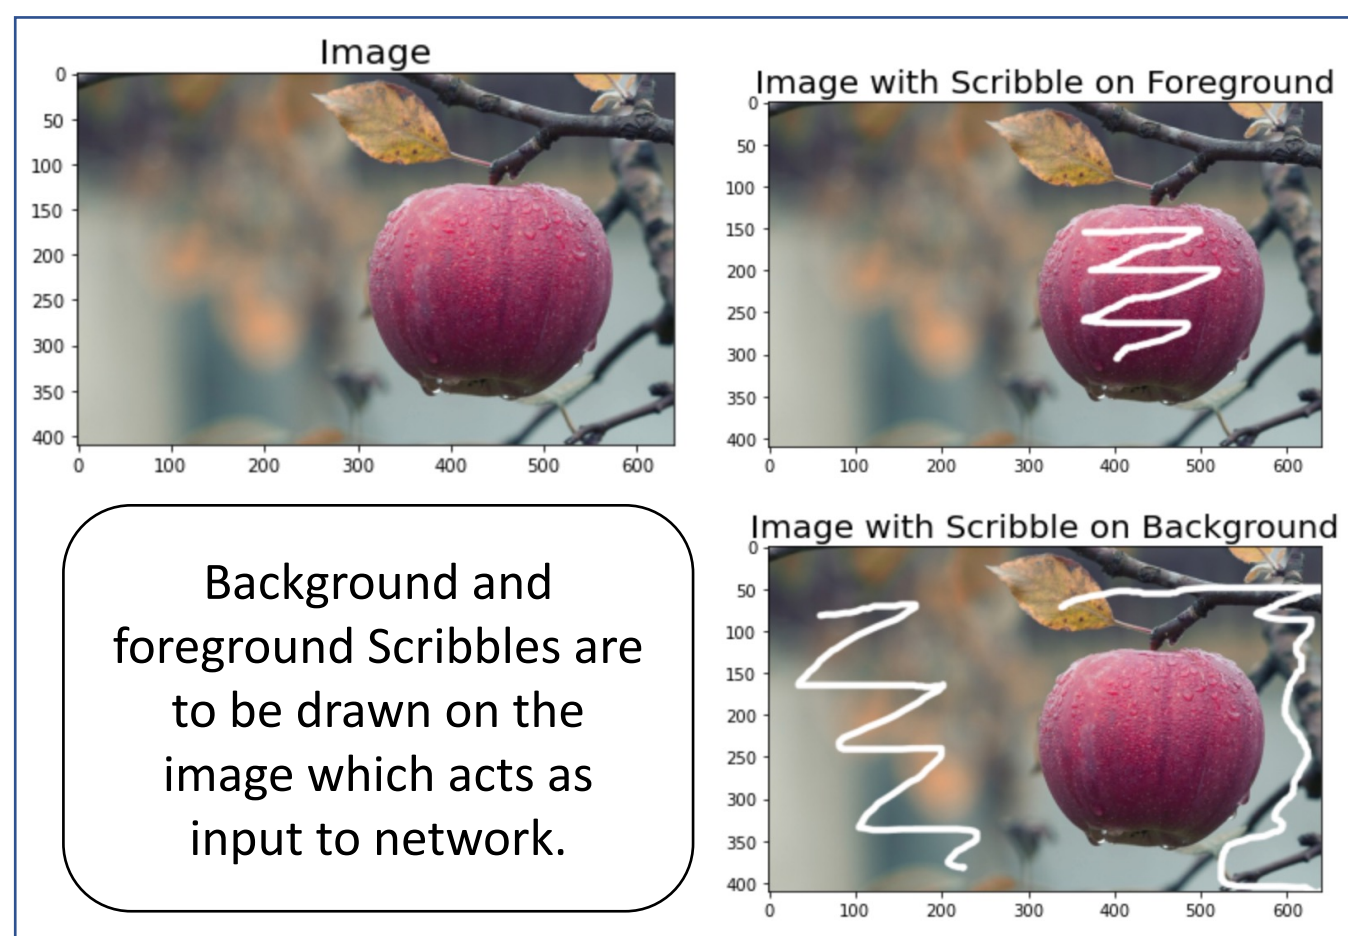 Image
0
50
100
150
200
250
300
350
400
0 100 200 300 400 500 600
Image with Scribble on Foreground
0
50
100
150
200
250
300
350
400
0 100 200 300 400 500 600
Background and
foreground Scribbles are
to be drawn on the
image which acts as
input to network.
Image with Scribble on Background
0
50
100
150
200
250
300
350
400
0 100 200 300 400 500 600